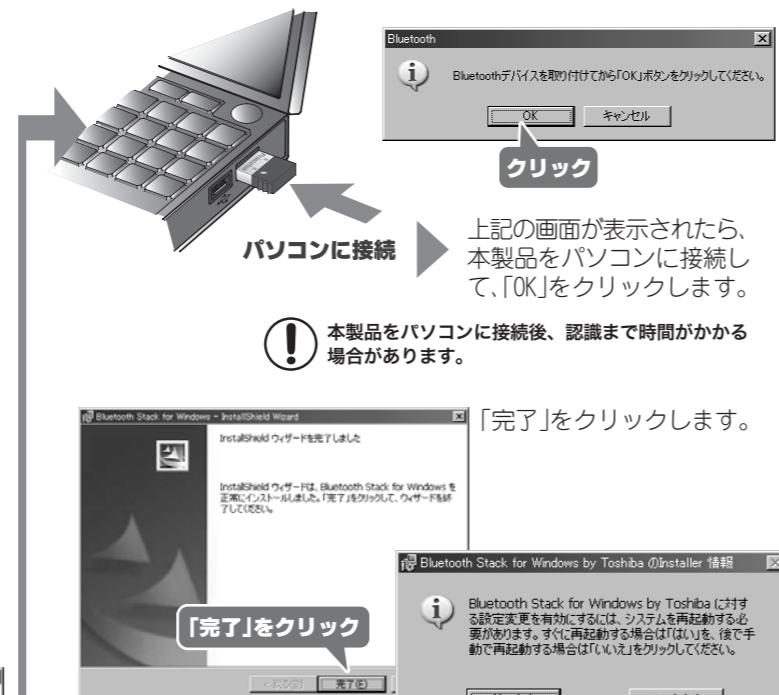 Bluetooth
Bluetoothデバイスを取り付けてから「OK」ボタンをクリックしてください。
OK
キャンセル
クリック
パソコンに接続
上記の画面が表示されたら、
本製品をパソコンに接続し
て、「OK」をクリックします。
本製品をパソコンに接続後、認識まで時間がかかる
場合があります。
Bluetooth Stack for Windows - InstallShield Wizard
InstallShield ウィザードを完了しました
InstallShield ウィザードは、Bluetooth Stack for Windows を
正常にインストールしました。「完了」をクリックして、ウィザードを終
了してください。
「完了」をクリック
完了(F)
「完了」をクリックします。
Bluetooth Stack for Windows by Toshiba のInstaller 情報
Bluetooth Stack for Windows by Toshiba に対す
る設定変更を有効にするには、システムを再起動する必
要があります。すぐに再起動する場合は「はい」を、後で手
動で再起動する場合は「いいえ」をクリックしてください。